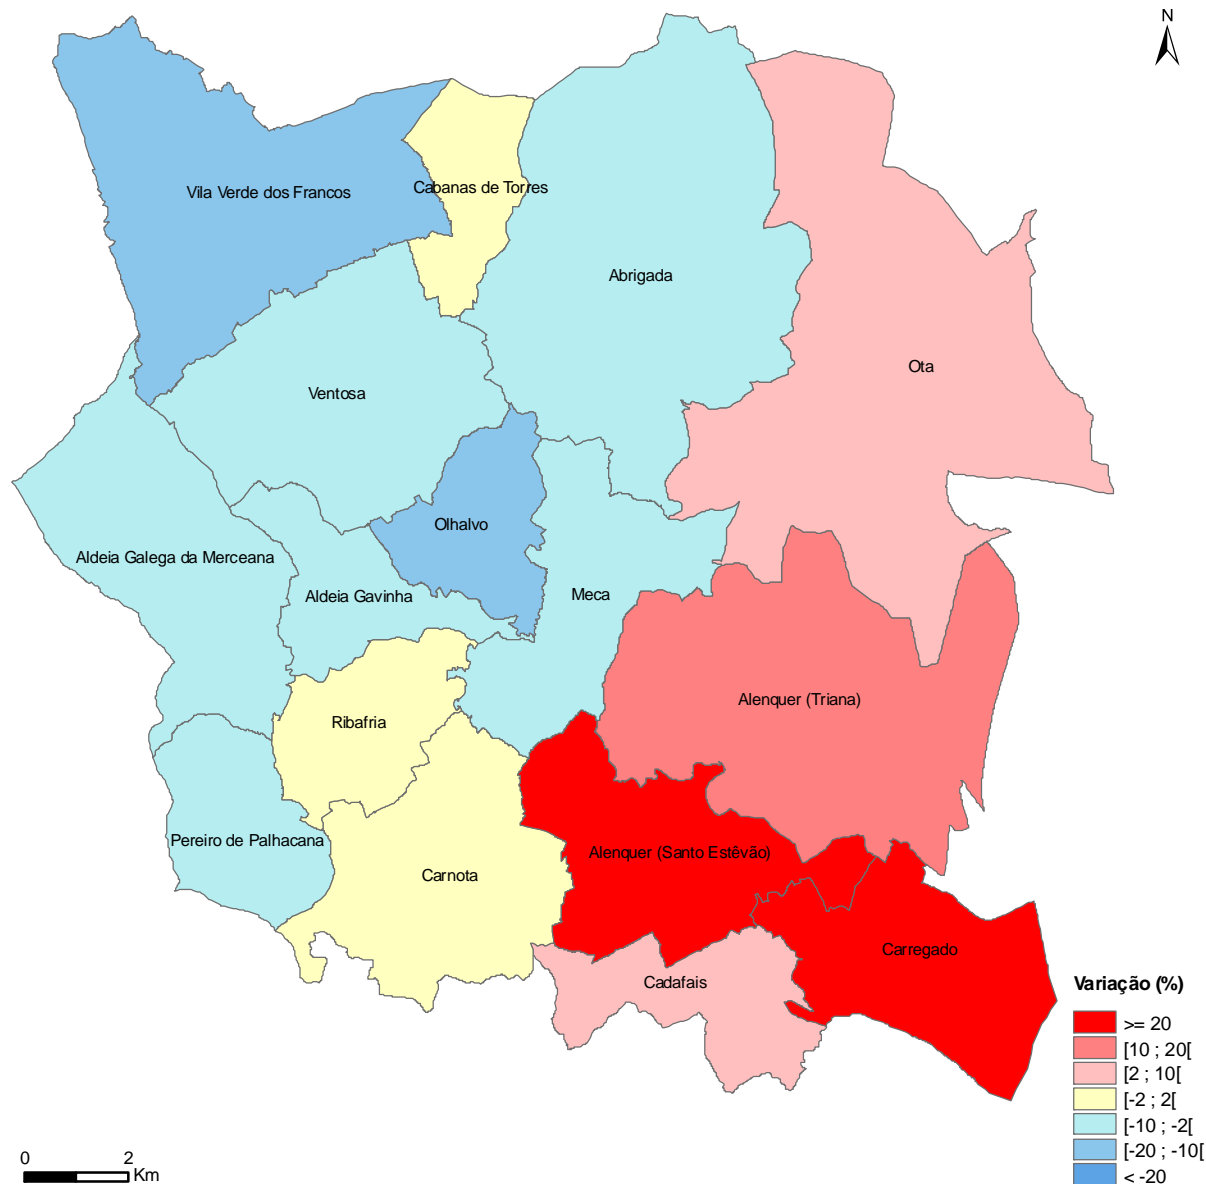 N
Vila Verde dos Francos
Cabanas de Torres
Abrigada
Ota
Ventosa
Olhalvo
Aldeia Galega da Merceana
Aldeia Gavinha
Meca
Alenquer (Triana)
Ribafria
Pereiro de Palhacana
Alenquer (Santo Estêvão)
Carnota
Carregado
Cadafais
Variação (%)
>= 20
[10 ; 20[
[2 ; 10[
[-2 ; 2[
[-10 ; -2[
[-20 ; -10[
< -20
0 2
Km